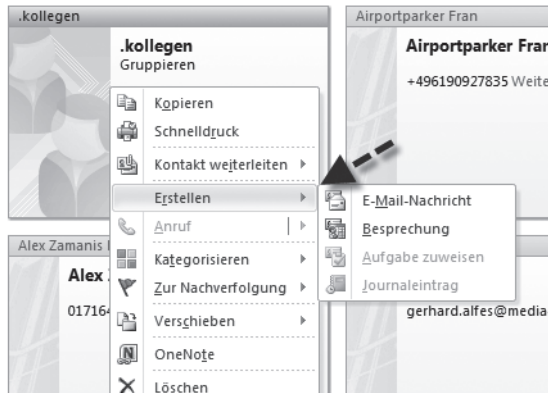 .kollegen
Airportparker Fran
.kollegen
Gruppieren
Airportparker Fran
+496190927835 Weite
Kopieren
Schnelldruck
Kontakt weiterleiten
Erstellen
E-Mail-Nachricht
Anruf
Besprechung
Alex Zamanis
Kategorisieren
Aufgabe zuweisen
Alex
Zur Nachverfolgung
Journaleintrag
01716
Verschieben
gerhard.alfes@media
OneNote
Löschen